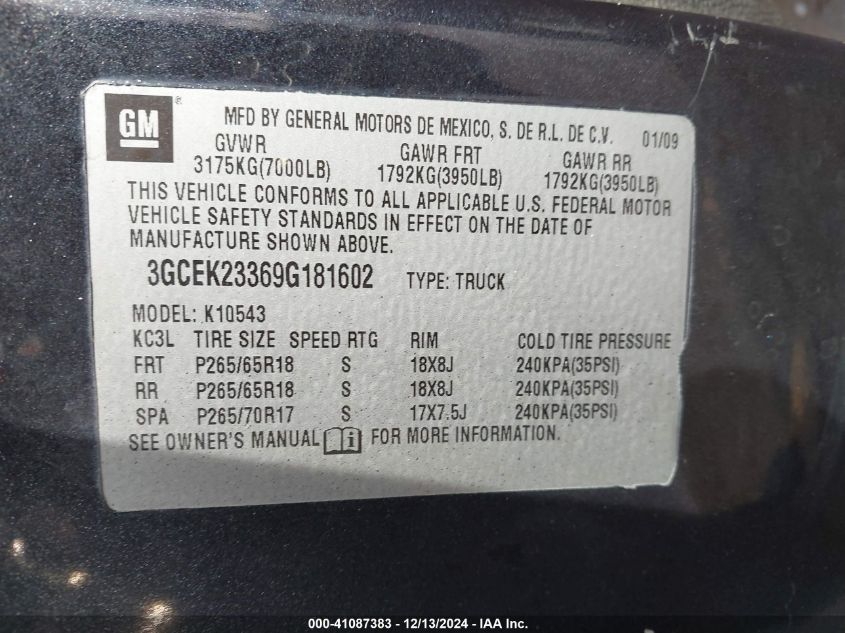 GM®
MFD BY GENERAL MOTORS DE MEXICO, S. DE R.L. DE C.V. 01/09
GVWR GAWR FRT GAWR RR
3175KG(7000LB) 1792KG(3950LB) 1792KG(3950LB)
THIS VEHICLE CONFORMS TO ALL APPLICABLE U.S. FEDERAL MOTOR
VEHICLE SAFETY STANDARDS IN EFFECT ON THE DATE OF
MANUFACTURE SHOWN ABOVE.
3GCEK23369G181602 TYPE: TRUCK
MODEL: K10543
KC3L TIRE SIZE SPEED RTG RIM COLD TIRE PRESSURE
FRT P265/65R18 S 18X8J 240KPA(35PSI)
RR P265/65R18 S 18X8J 240KPA(35PSI)
SPA P265/70R17 S 17X7.5J 240KPA(35PSI)
SEE OWNER'S MANUAL i FOR MORE INFORMATION.
000-41087383 - 12/13/2024 - IAA Inc.